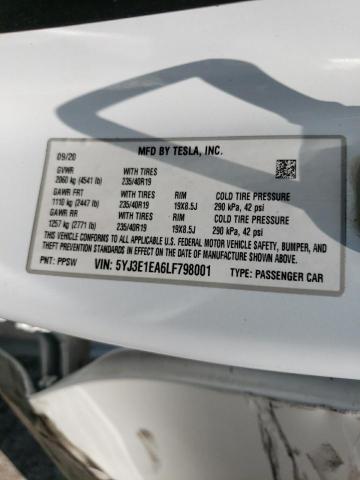 MFD BY TESLA, INC.
09/20
GVWR WITH TIRES
2060 kg (4541 lb) 235/40R19
GAWR FRT WITH TIRES RIM COLD TIRE PRESSURE
1110 kg (2447 lb) 235/40R19 19X8.5J 290 kPa, 42 psi
GAWR RR WITH TIRES RIM COLD TIRE PRESSURE
1257 kg (2771 lb) 235/40R19 19X8.5J 290 kPa, 42 psi
THIS VEHICLE CONFORMS TO ALL APPLICABLE U.S. FEDERAL MOTOR VEHICLE SAFETY, BUMPER, AND
THEFT PREVENTION STANDARDS IN EFFECT ON THE DATE OF MANUFACTURE SHOWN ABOVE.
PNT: PPSW VIN: 5YJ3E1EA6LF798001 TYPE: PASSENGER CAR